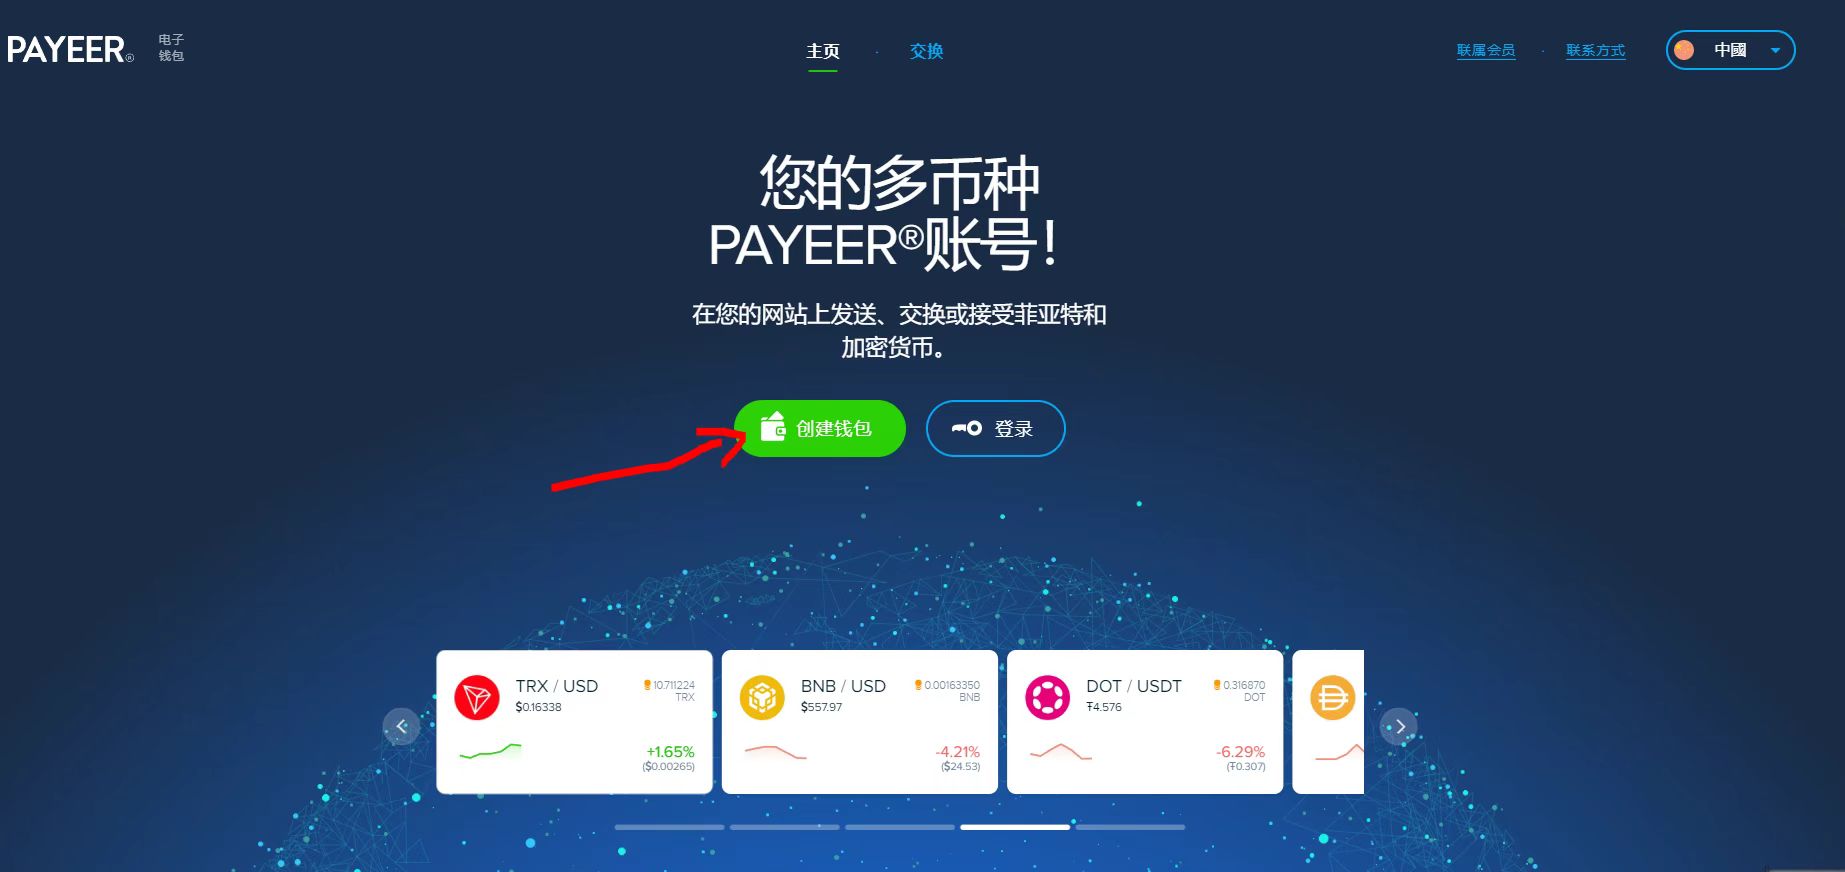 PAYEER®
电子
钱包
主页 · 交换
联属会员 · 联系方式
中國
您的多币种
PAYEER®账号!
在您的网站上发送、交换或接受菲亚特和
加密货币。
创建钱包
登录
TRX / USD
$0.16338
10.711224
TRX
+1.65%
($0.00265)
BNB / USD
$557.97
0.00163350
BNB
-4.21%
($24.53)
DOT / USDT
₮4.576
0.316870
DOT
-6.29%
(₮0.307)